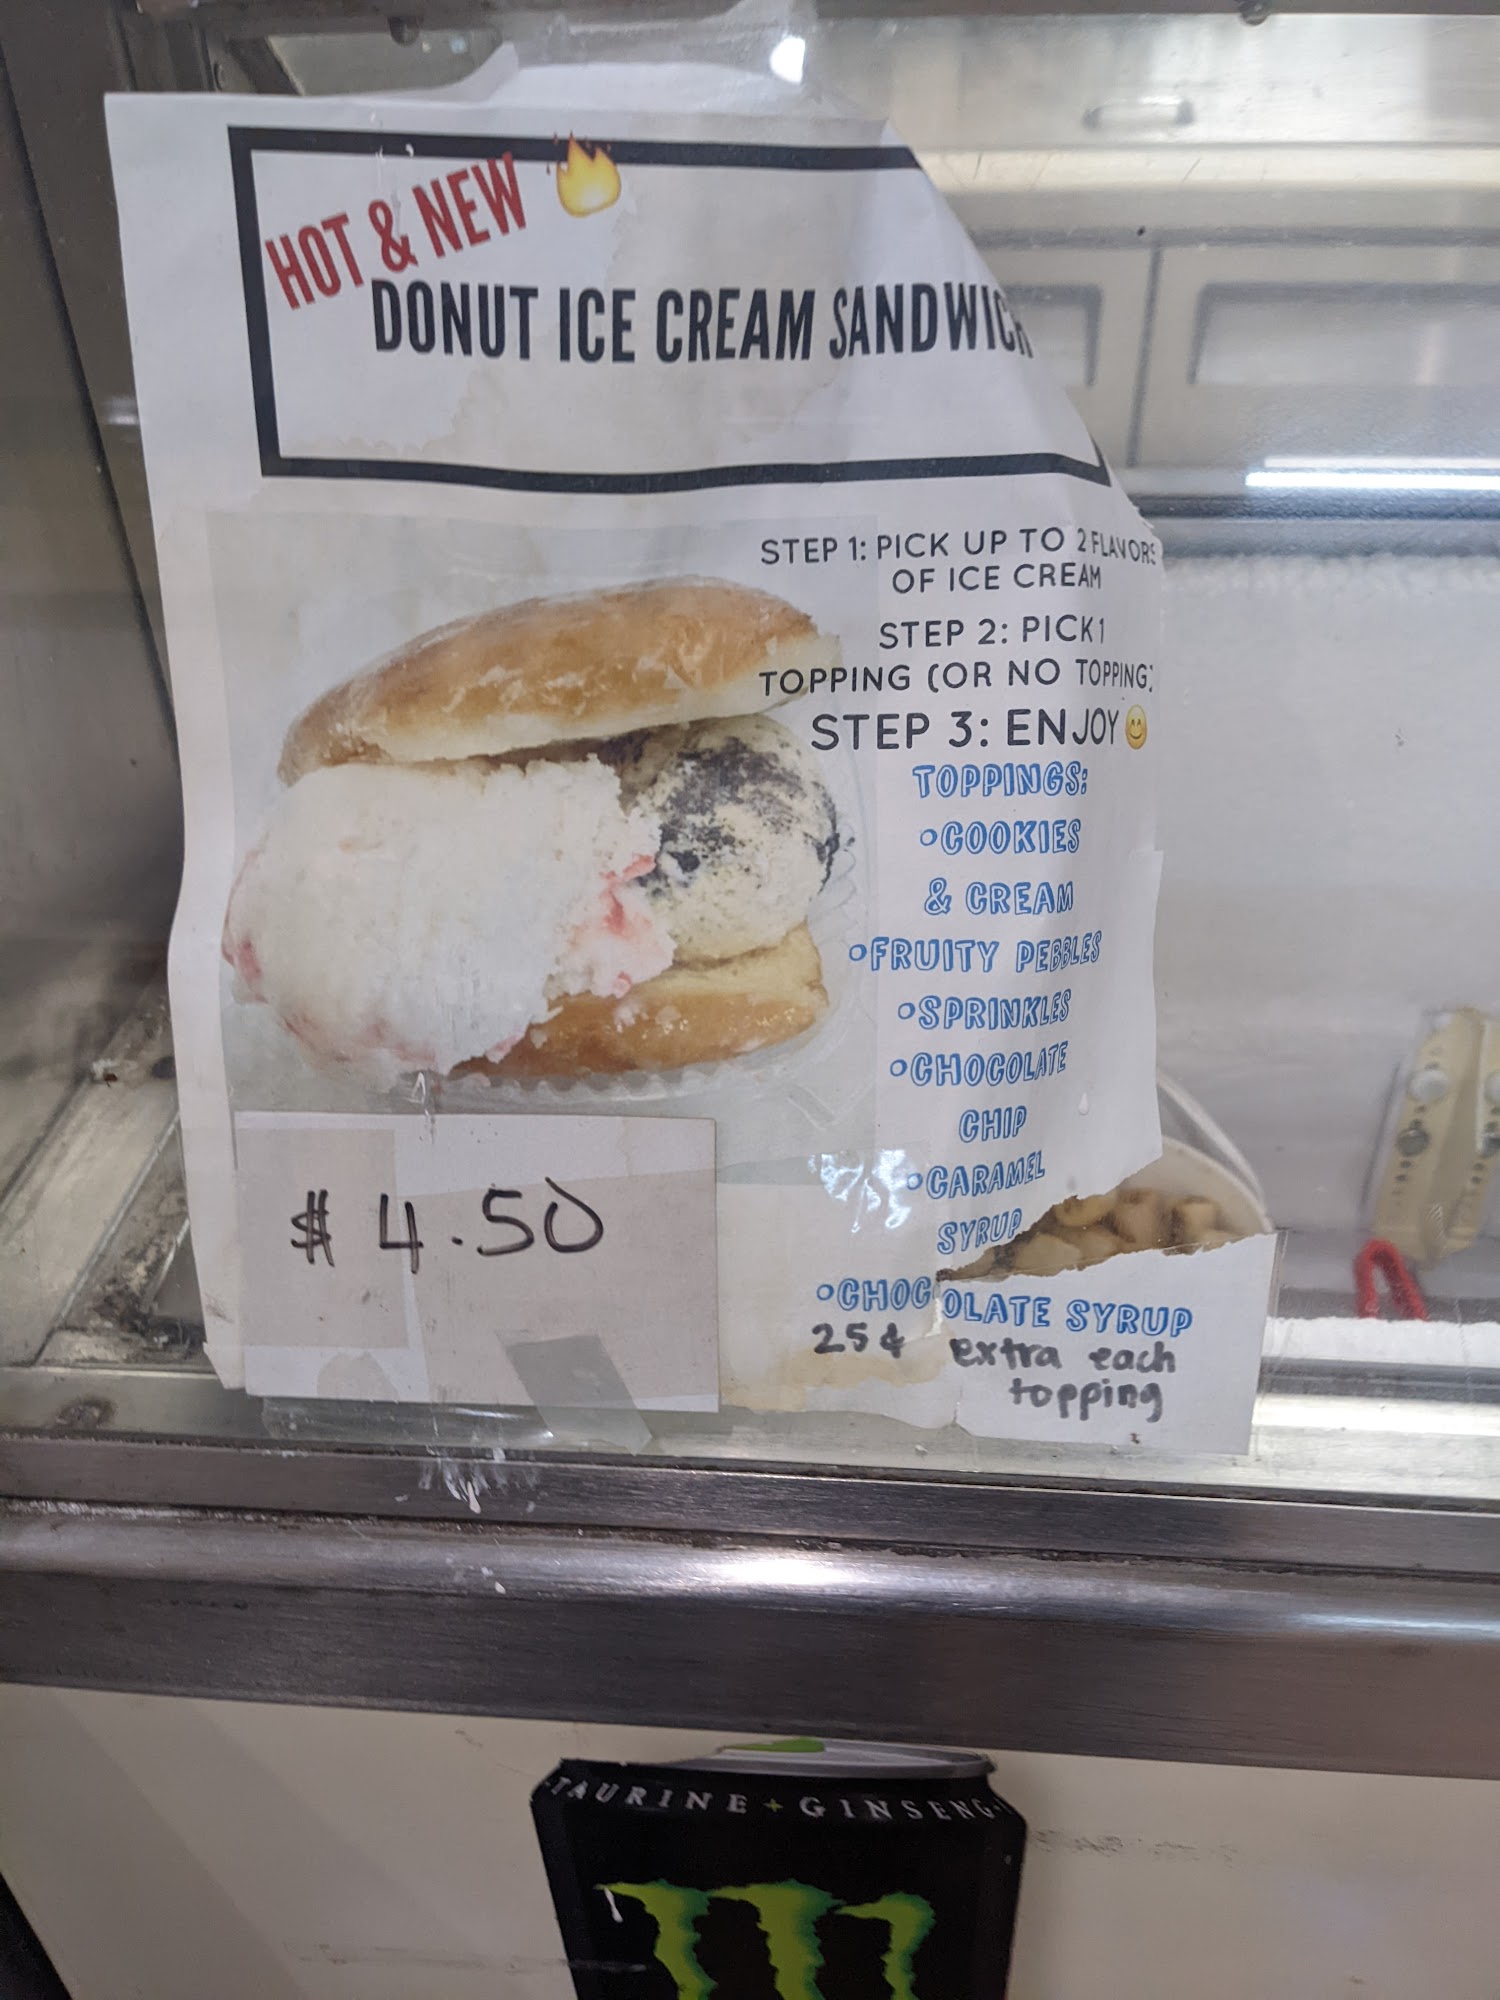 HOT & NEW 🔥
DONUT ICE CREAM SANDWICH
STEP 1: PICK UP TO 2 FLAVORS
OF ICE CREAM
STEP 2: PICK 1
TOPPING (OR NO TOPPING)
STEP 3: ENJOY 😊
TOPPINGS:
•COOKIES
& CREAM
•FRUITY PEBBLES
•SPRINKLES
•CHOCOLATE
CHIP
•CARAMEL
SYRUP
•CHOCOLATE SYRUP
25¢ extra each
topping
$4.50
TAURINE + GINSENG